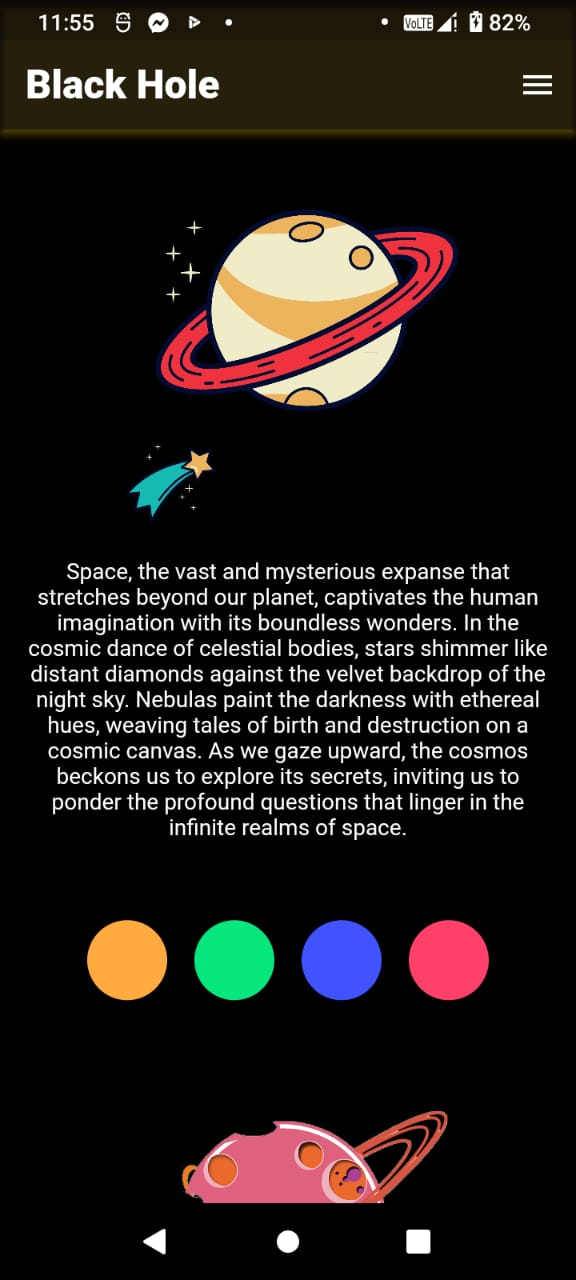 11:55
VoLTE
82%
Black Hole
Space, the vast and mysterious expanse that
stretches beyond our planet, captivates the human
imagination with its boundless wonders. In the
cosmic dance of celestial bodies, stars shimmer like
distant diamonds against the velvet backdrop of the
night sky. Nebulas paint the darkness with ethereal
hues, weaving tales of birth and destruction on a
cosmic canvas. As we gaze upward, the cosmos
beckons us to explore its secrets, inviting us to
ponder the profound questions that linger in the
infinite realms of space.